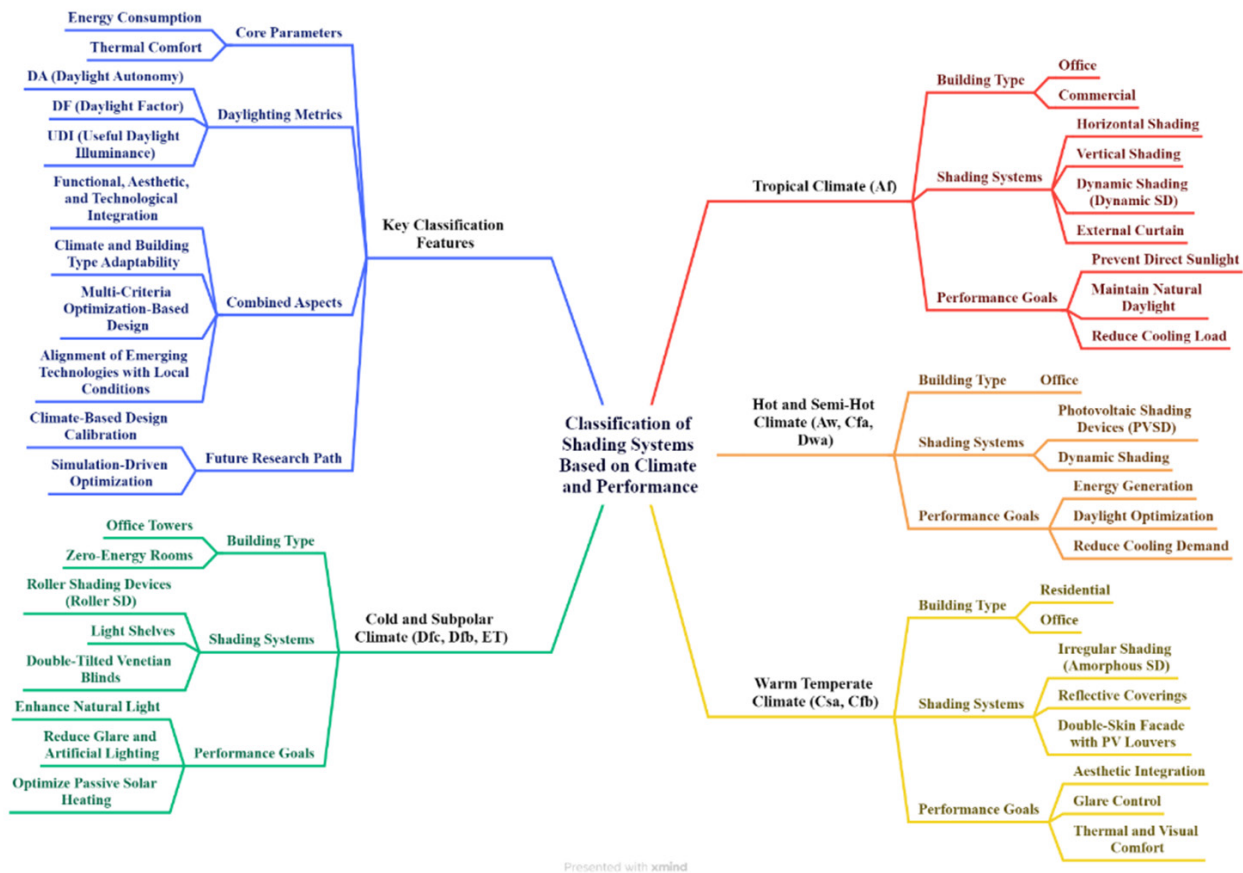 Classification of
Shading Systems
Based on Climate
and Performance
Key Classification
Features
Core Parameters
Energy Consumption
Thermal Comfort
Daylighting Metrics
DA (Daylight Autonomy)
DF (Daylight Factor)
UDI (Useful Daylight
Illuminance)
Combined Aspects
Functional, Aesthetic,
and Technological
Integration
Climate and Building
Type Adaptability
Multi-Criteria
Optimization-Based
Design
Alignment of Emerging
Technologies with Local
Conditions
Future Research Path
Climate-Based Design
Calibration
Simulation-Driven
Optimization
Cold and Subpolar
Climate (Dfc, Dfb, ET)
Building Type
Office Towers
Zero-Energy Rooms
Shading Systems
Roller Shading Devices
(Roller SD)
Light Shelves
Double-Tilted Venetian
Blinds
Performance Goals
Enhance Natural Light
Reduce Glare and
Artificial Lighting
Optimize Passive Solar
Heating
Tropical Climate (Af)
Building Type
Office
Commercial
Shading Systems
Horizontal Shading
Vertical Shading
Dynamic Shading
(Dynamic SD)
External Curtain
Performance Goals
Prevent Direct Sunlight
Maintain Natural
Daylight
Reduce Cooling Load
Hot and Semi-Hot
Climate (Aw, Cfa,
Dwa)
Building Type
Office
Shading Systems
Photovoltaic Shading
Devices (PVSD)
Dynamic Shading
Performance Goals
Energy Generation
Daylight Optimization
Reduce Cooling Demand
Warm Temperate
Climate (Csa, Cfb)
Building Type
Residential
Office
Shading Systems
Irregular Shading
(Amorphous SD)
Reflective Coverings
Double-Skin Facade
with PV Louvers
Performance Goals
Aesthetic Integration
Glare Control
Thermal and Visual
Comfort
Presented with xmind